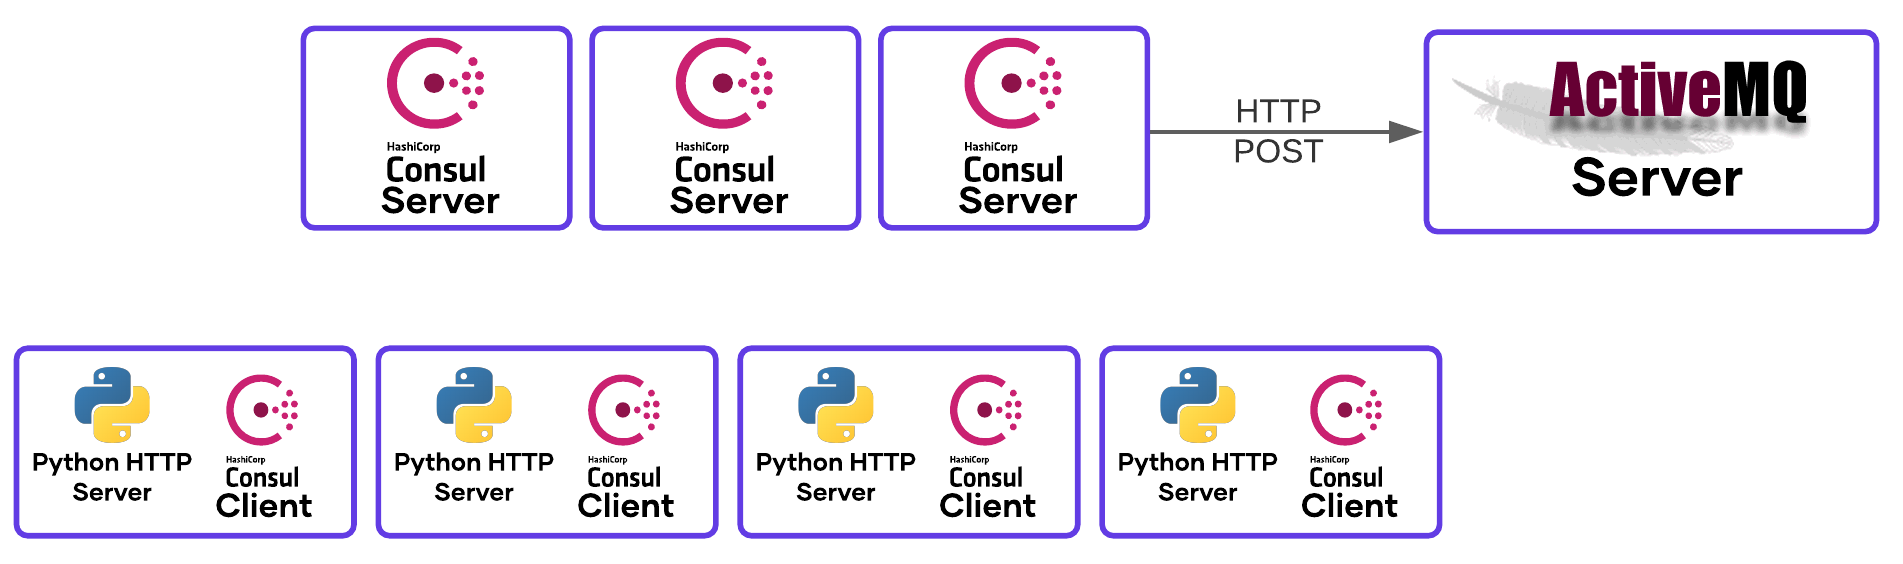 HashiCorp
Consul
Server
HashiCorp
Consul
Server
HashiCorp
Consul
Server
HTTP
POST
ActiveMQ
Server
Python HTTP
Server
HashiCorp
Consul
Client
Python HTTP
Server
HashiCorp
Consul
Client
Python HTTP
Server
HashiCorp
Consul
Client
Python HTTP
Server
HashiCorp
Consul
Client